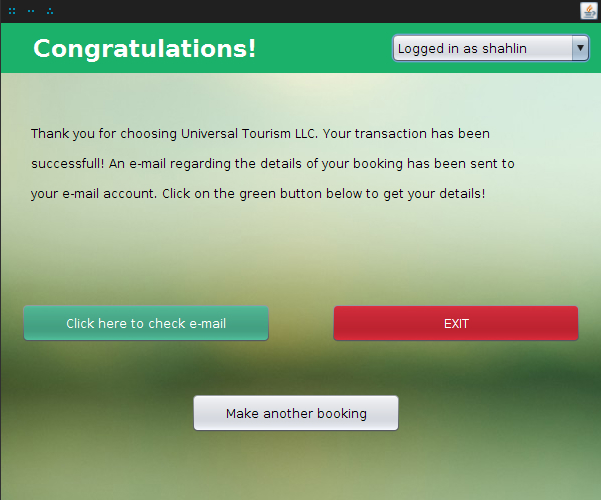 Congratulations!
Logged in as shahlin
Thank you for choosing Universal Tourism LLC. Your transaction has been
successfull! An e-mail regarding the details of your booking has been sent to
your e-mail account. Click on the green button below to get your details!
Click here to check e-mail
EXIT
Make another booking